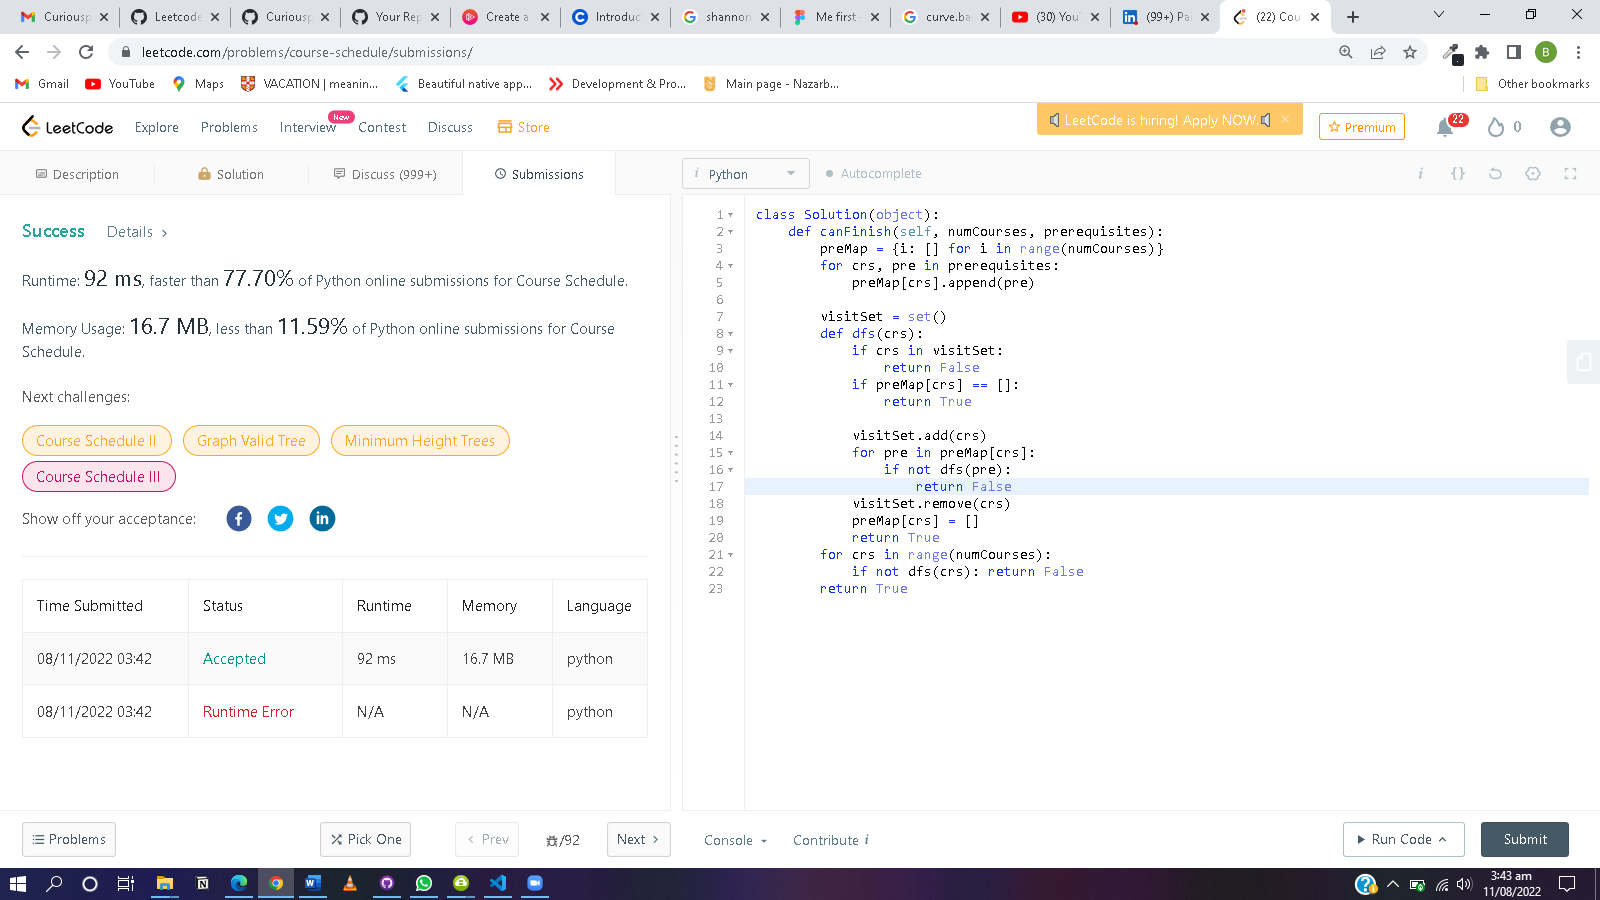 Curiousp
Leetcode
Curiousp
Your Rep
Create a
Introduc
shannon
Me first-
curve.ba
(30) YouT
(99+) Pa
(22) Cou
leetcode.com/problems/course-schedule/submissions/
B
Gmail
YouTube
Maps
VACATION | meanin...
Beautiful native app...
Development & Pro...
Main page - Nazarb...
Other bookmarks
LeetCode
Explore
Problems
Interview
New
Contest
Discuss
Store
LeetCode is hiring! Apply NOW.
Premium
22
0
Description
Solution
Discuss (999+)
Submissions
i Python
Autocomplete
i {}
Success Details >
Runtime: 92 ms, faster than 77.70% of Python online submissions for Course Schedule.
Memory Usage: 16.7 MB, less than 11.59% of Python online submissions for Course
Schedule.
Next challenges:
Course Schedule II
Graph Valid Tree
Minimum Height Trees
Course Schedule III
Show off your acceptance:
Time Submitted Status Runtime Memory Language
08/11/2022 03:42 Accepted 92 ms 16.7 MB python
08/11/2022 03:42 Runtime Error N/A N/A python
1 class Solution(object):
2     def canFinish(self, numCourses, prerequisites):
3         preMap = {i: [] for i in range(numCourses)}
4         for crs, pre in prerequisites:
5             preMap[crs].append(pre)
6
7         visitSet = set()
8         def dfs(crs):
9             if crs in visitSet:
10                 return False
11             if preMap[crs] == []:
12                 return True
13
14             visitSet.add(crs)
15             for pre in preMap[crs]:
16                 if not dfs(pre):
17                     return False
18             visitSet.remove(crs)
19             preMap[crs] = []
20             return True
21         for crs in range(numCourses):
22             if not dfs(crs): return False
23         return True
Problems
Pick One
< Prev
/92
Next >
Console
Contribute i
Run Code
Submit
3:43 am
11/08/2022